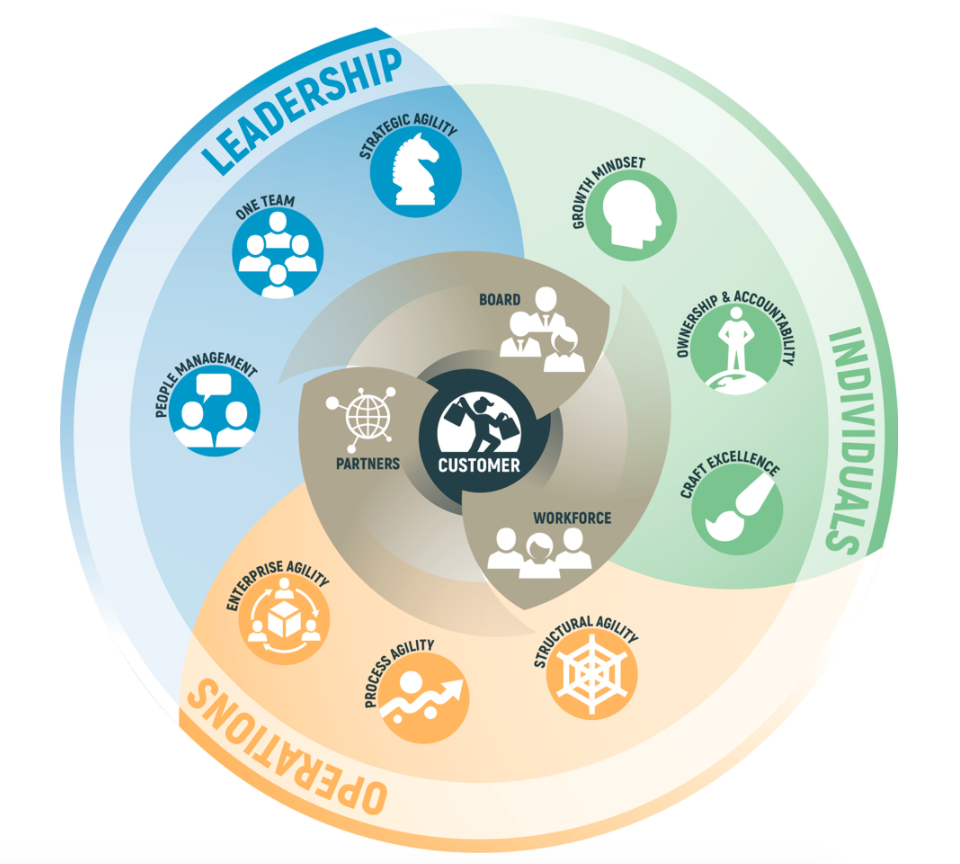 LEADERSHIP
STRATEGIC AGILITY
ONE TEAM
PEOPLE MANAGEMENT
GROWTH MINDSET
OWNERSHIP & ACCOUNTABILITY
CRAFT EXCELLENCE
INDIVIDUALS
BOARD
PARTNERS
CUSTOMER
WORKFORCE
ENTERPRISE AGILITY
PROCESS AGILITY
STRUCTURAL AGILITY
OPERATIONS